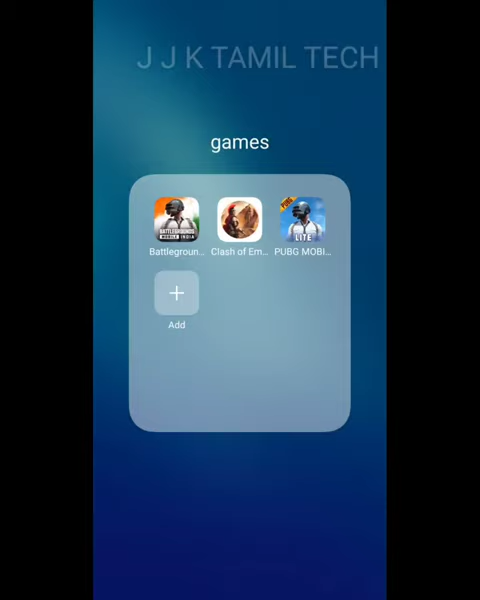 J J K TAMIL TECH
games
BATTLEGROUNDS
MOBILE INDIA
PUBG
LITE
Battlegroun...
Clash of Em...
PUBG MOBI...
Add